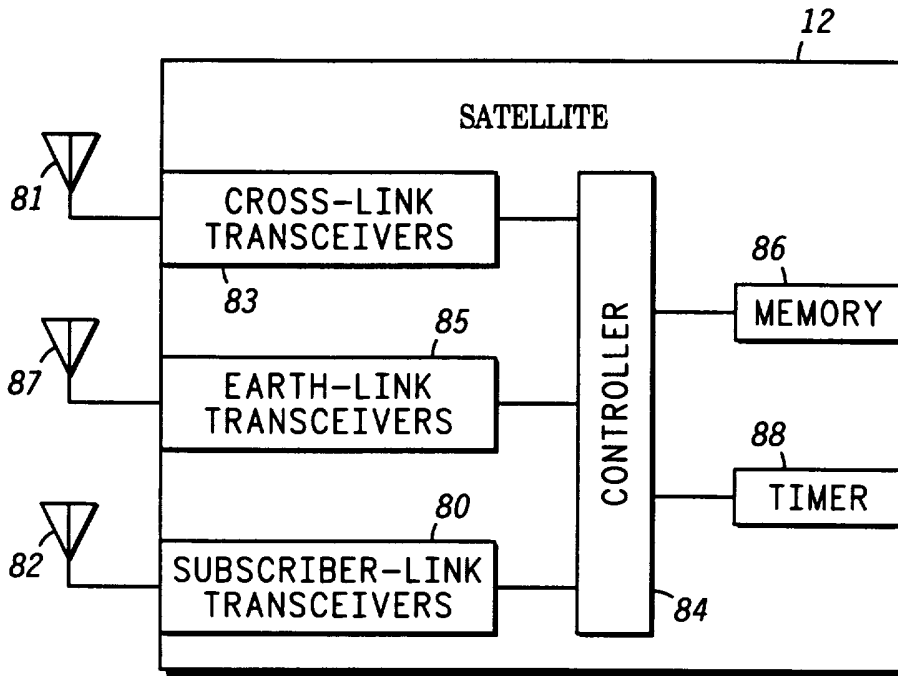 12
SATELLITE
81
CROSS-LINK
TRANSCEIVERS
83
86
MEMORY
87
85
EARTH-LINK
TRANSCEIVERS
CONTROLLER
88
TIMER
82
80
SUBSCRIBER-LINK
TRANSCEIVERS
84